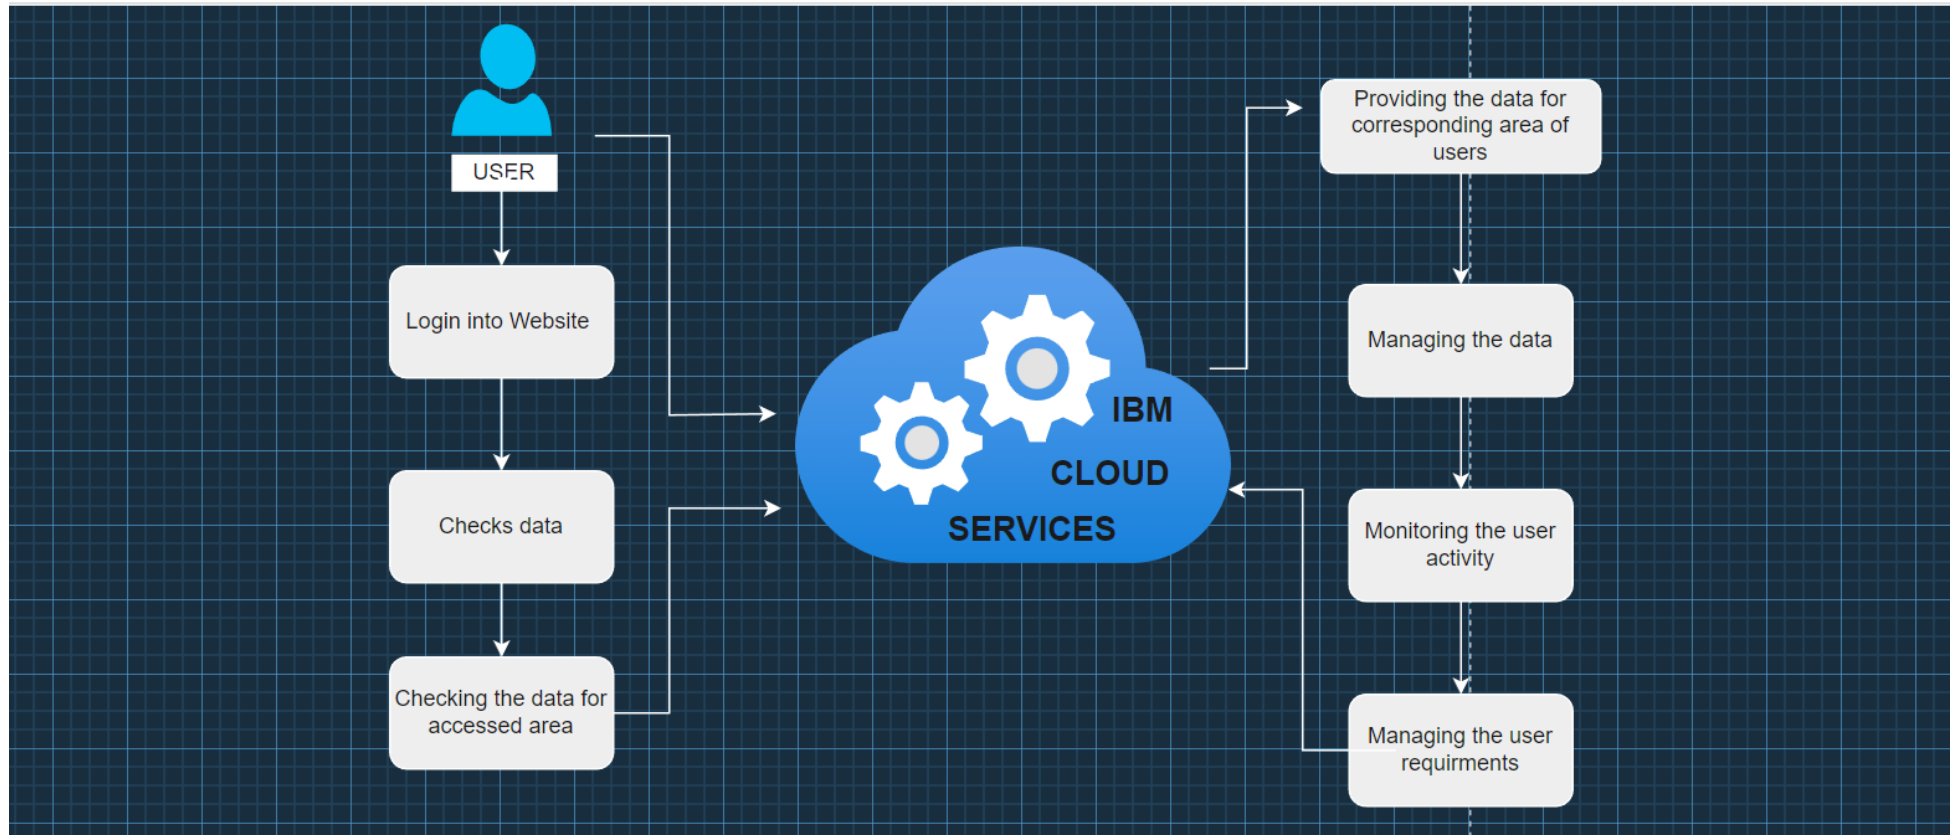 USER
Login into Website
Checks data
Checking the data for
accessed area
IBM
CLOUD
SERVICES
Providing the data for
corresponding area of
users
Managing the data
Monitoring the user
activity
Managing the user
requirments